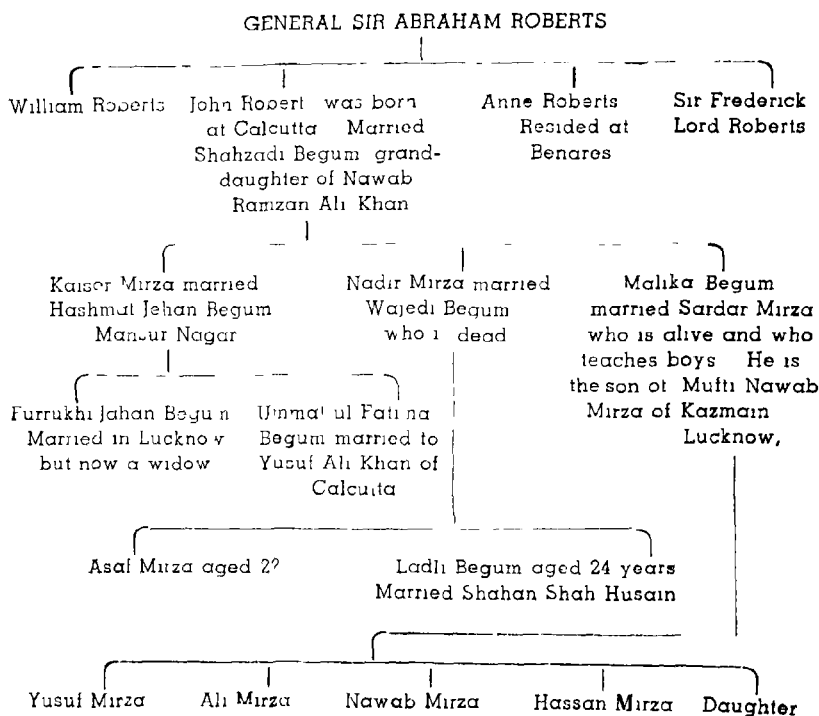 GENERAL SIR ABRAHAM ROBERTS
William Roberts
John Robert was born
at Calcutta Married
Shahzadi Begum grand-
daughter of Nawab
Ramzan Ali Khan
Anne Roberts
Resided at
Benares
Sir Frederick
Lord Roberts
Kaiser Mirza married
Hashmat Jehan Begum
Mansur Nagar
Nadir Mirza married
Wajedi Begum
who i dead
Malika Begum
married Sardar Mirza
who is alive and who
teaches boys He is
the son of Mufti Nawab
Mirza of Kazmain
Lucknow,
Furrukhi Jahan Begum
Married in Lucknow
but now a widow
Ummat ul Fatima
Begum married to
Yusuf Ali Khan of
Calcutta
Asaf Mirza aged 2?
Ladli Begum aged 24 years
Married Shahan Shah Husain
Yusuf Mirza
Ali Mirza
Nawab Mirza
Hassan Mirza
Daughter